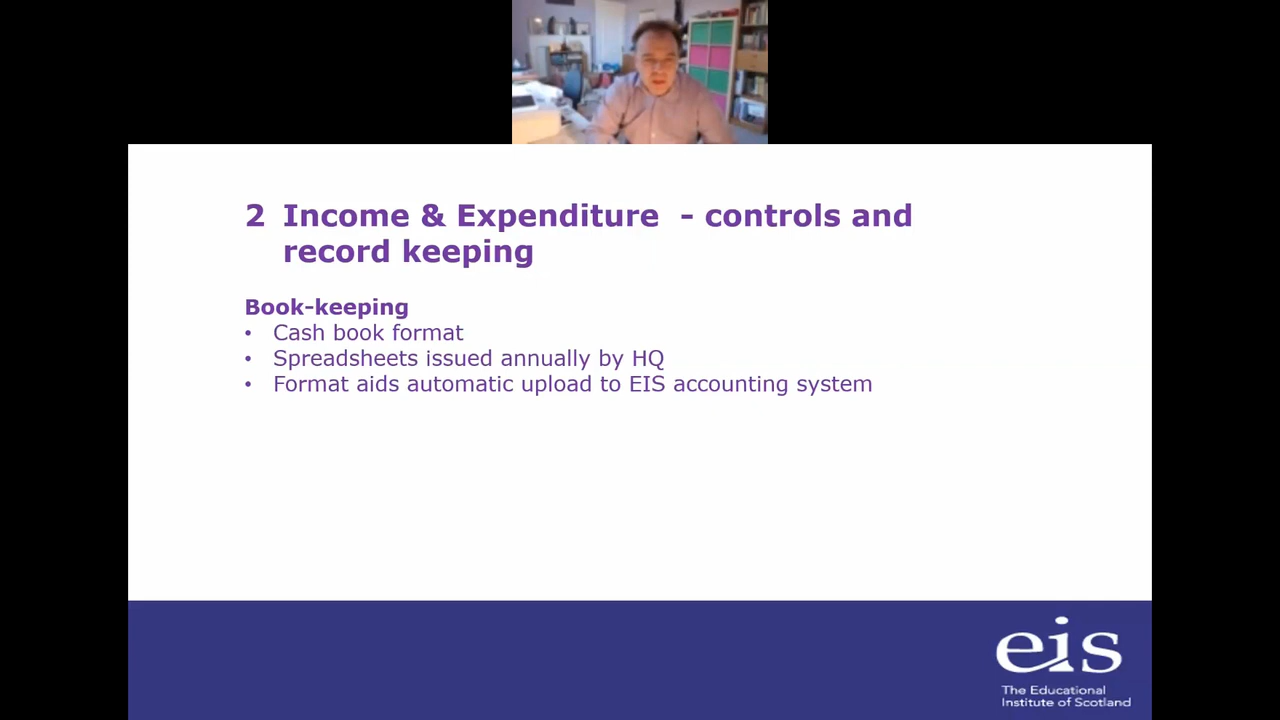 2 Income & Expenditure - controls and
record keeping
Book-keeping
• Cash book format
• Spreadsheets issued annually by HQ
• Format aids automatic upload to EIS accounting system
eis
The Educational
Institute of Scotland